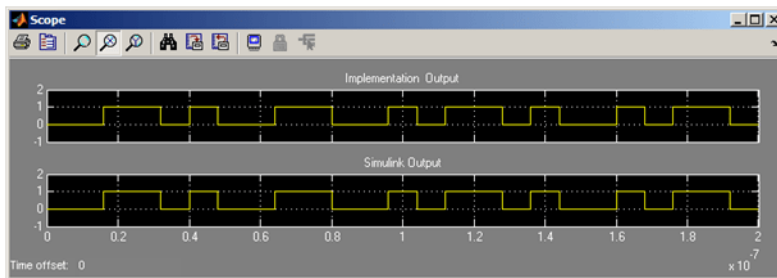 Scope
Implementation Output
2
1
0
-1
Simulink Output
2
1
0
-1
0 0.2 0.4 0.6 0.8 1 1.2 1.4 1.6 1.8 2
Time offset: 0
x 10 -7